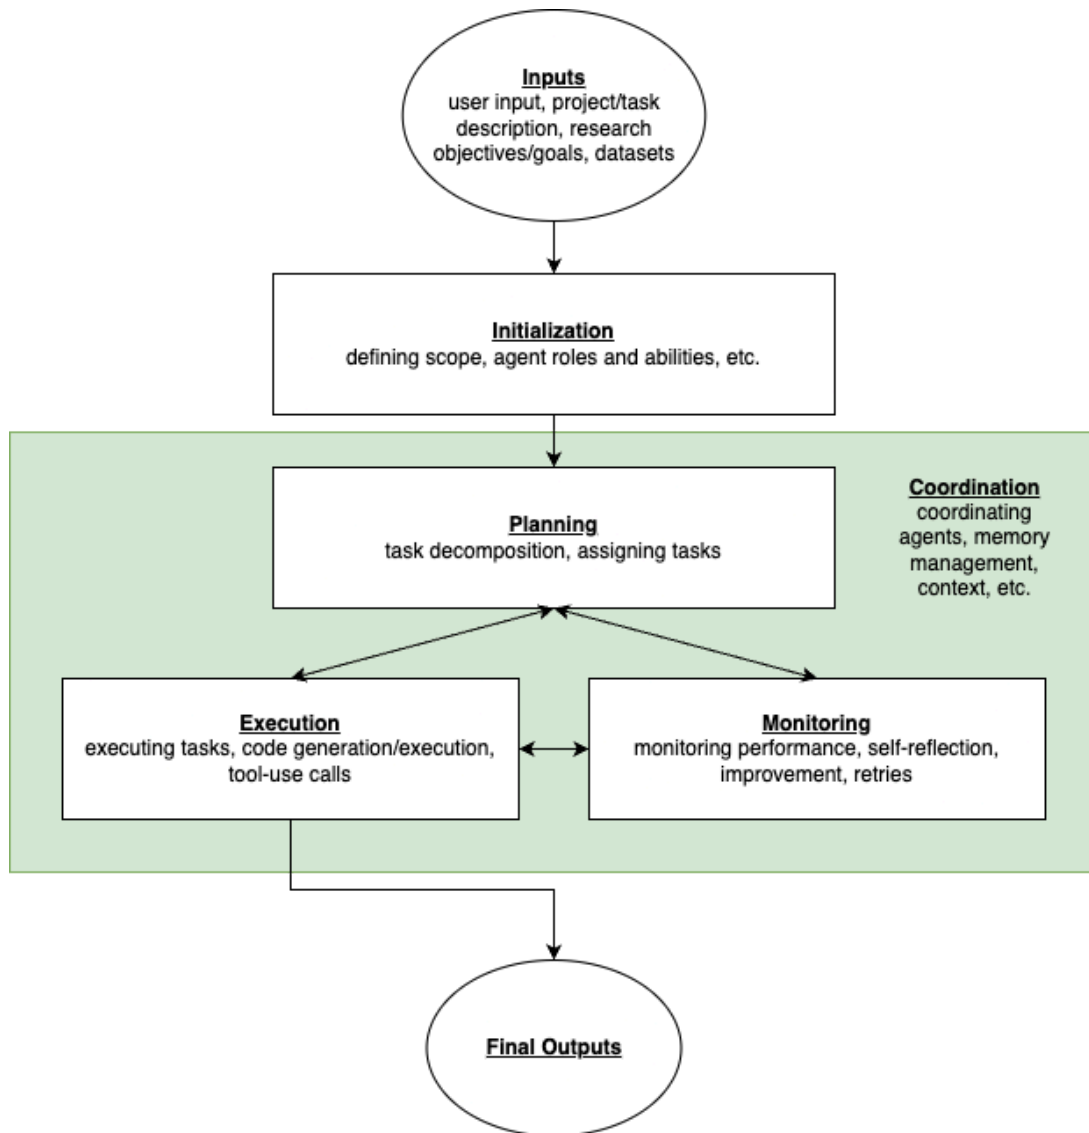 Inputs
user input, project/task
description, research
objectives/goals, datasets
Initialization
defining scope, agent roles and abilities, etc.
Planning
task decomposition, assigning tasks
Coordination
coordinating
agents, memory
management,
context, etc.
Execution
executing tasks, code generation/execution,
tool-use calls
Monitoring
monitoring performance, self-reflection,
improvement, retries
Final Outputs